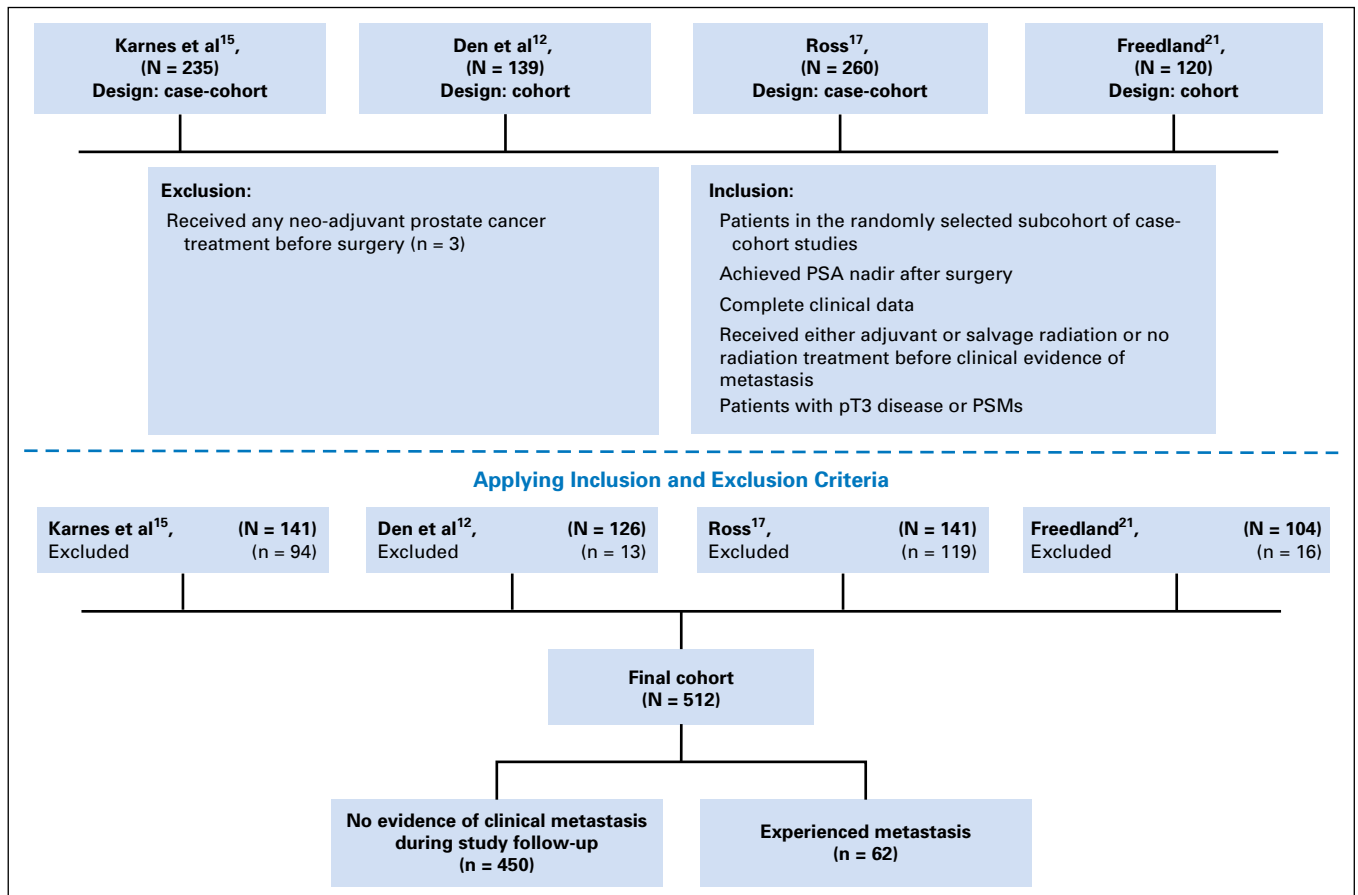 Karnes et al15,
(N = 235)
Design: case-cohort
Den et al12,
(N = 139)
Design: cohort
Ross17,
(N = 260)
Design: case-cohort
Freedland21,
(N = 120)
Design: cohort
Exclusion:
Received any neo-adjuvant prostate cancer
treatment before surgery (n = 3)
Inclusion:
Patients in the randomly selected subcohort of case-
cohort studies
Achieved PSA nadir after surgery
Complete clinical data
Received either adjuvant or salvage radiation or no
radiation treatment before clinical evidence of
metastasis
Patients with pT3 disease or PSMs
Applying Inclusion and Exclusion Criteria
Karnes et al15, (N = 141)
Excluded (n = 94)
Den et al12, (N = 126)
Excluded (n = 13)
Ross17, (N = 141)
Excluded (n = 119)
Freedland21, (N = 104)
Excluded (n = 16)
Final cohort
(N = 512)
No evidence of clinical metastasis
during study follow-up
(n = 450)
Experienced metastasis
(n = 62)